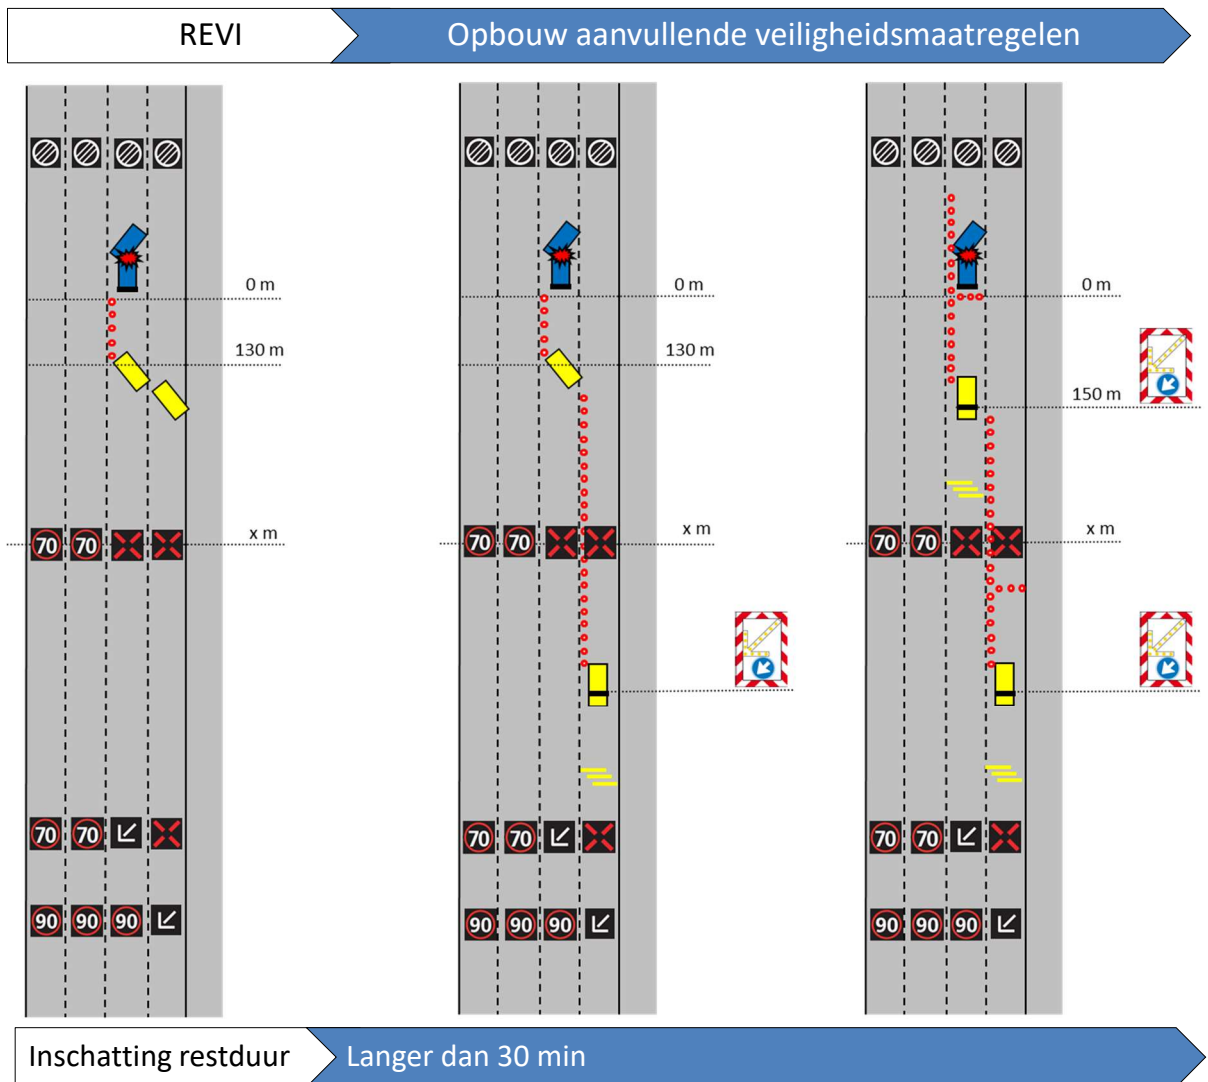 REVI
Opbouw aanvullende veiligheidsmaatregelen
0 m
0 m
0 m
130 m
130 m
150 m
x m
x m
x m
70 70
70 70
70 70
70 70
70 70
70 70
90 90 90
90 90 90
90 90 90
Inschatting restduur
Langer dan 30 min